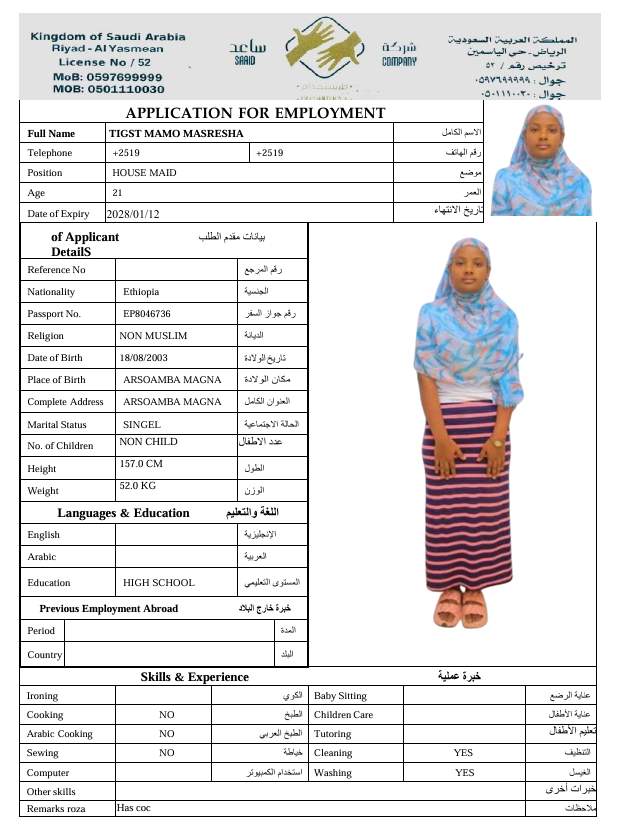 Kingdom of Saudi Arabia
Riyad - Al Yasmean
License No / 52
MoB: 0597699999
MOB: 0501110030
ساعد
SAAID
شركة
COMPANY
المملكة العربية السعودية
الرياض - حي الياسمين
ترخيص رقم / ٥٢
جوال : ٠٥٩٧٦٩٩٩٩٩
جوال : ٠٥٠١١١٠٠٣٠
APPLICATION FOR EMPLOYMENT
Full Name TIGST MAMO MASRESHA الاسم الكامل
Telephone +2519 +2519 رقم الهاتف
Position HOUSE MAID موضع
Age 21 العمر
Date of Expiry 2028/01/12 تاريخ الانتهاء
of Applicant بيانات مقدم الطلب
DetailS
Reference No رقم المرجع
Nationality Ethiopia الجنسية
Passport No. EP8046736 رقم جواز السفر
Religion NON MUSLIM الديانة
Date of Birth 18/08/2003 تاريخ الولادة
Place of Birth ARSOAMBA MAGNA مكان الولادة
Complete Address ARSOAMBA MAGNA العنوان الكامل
Marital Status SINGEL الحالة الاجتماعية
No. of Children NON CHILD عدد الاطفال
Height 157.0 CM الطول
Weight 52.0 KG الوزن
Languages & Education اللغة والتعليم
English الإنجليزية
Arabic العربية
Education HIGH SCHOOL المستوى التعليمي
Previous Employment Abroad خبرة خارج البلاد
Period المدة
Country البلد
Skills & Experience خبرة عملية
Ironing الكوي Baby Sitting عناية الرضع
Cooking NO الطبخ Children Care عناية الأطفال
Arabic Cooking NO الطبخ العربي Tutoring تعليم الأطفال
Sewing NO خياطة Cleaning YES التنظيف
Computer استخدام الكمبيوتر Washing YES الغيسل
Other skills خبرات أخرى
Remarks roza Has coc ملاحظات